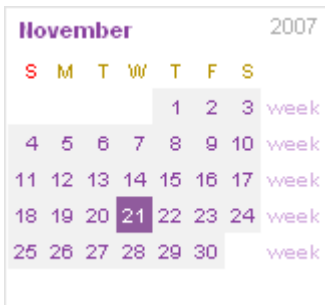 November 2007
S M T W T F S
1 2 3 week
4 5 6 7 8 9 10 week
11 12 13 14 15 16 17 week
18 19 20 21 22 23 24 week
25 26 27 28 29 30 week